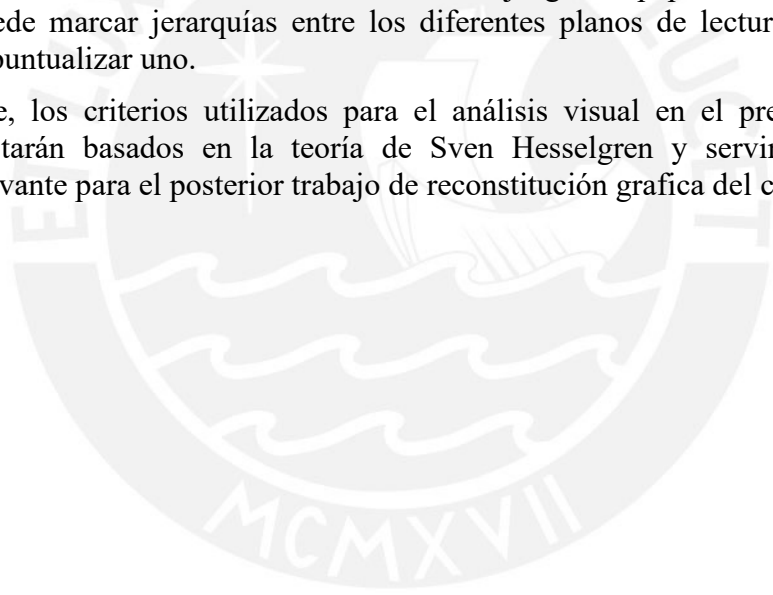 ede marcar jerarquías entre los diferentes planos de lectur
puntualizar uno.
e, los criterios utilizados para el análisis visual en el pre
tarán basados en la teoría de Sven Hesselgren y servir
vante para el posterior trabajo de reconstitución grafica del c
MCMXVII